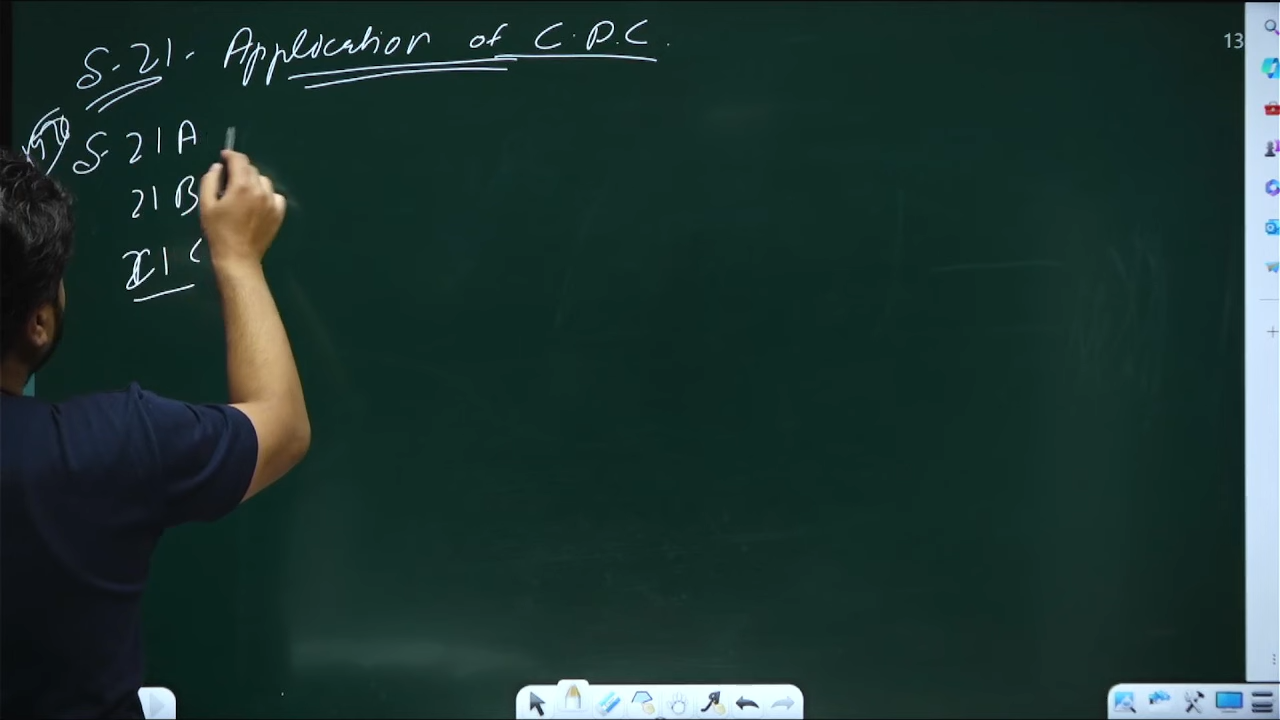 S-21- Application of C.P.C.
S- 21 A
21 B
21 C
13